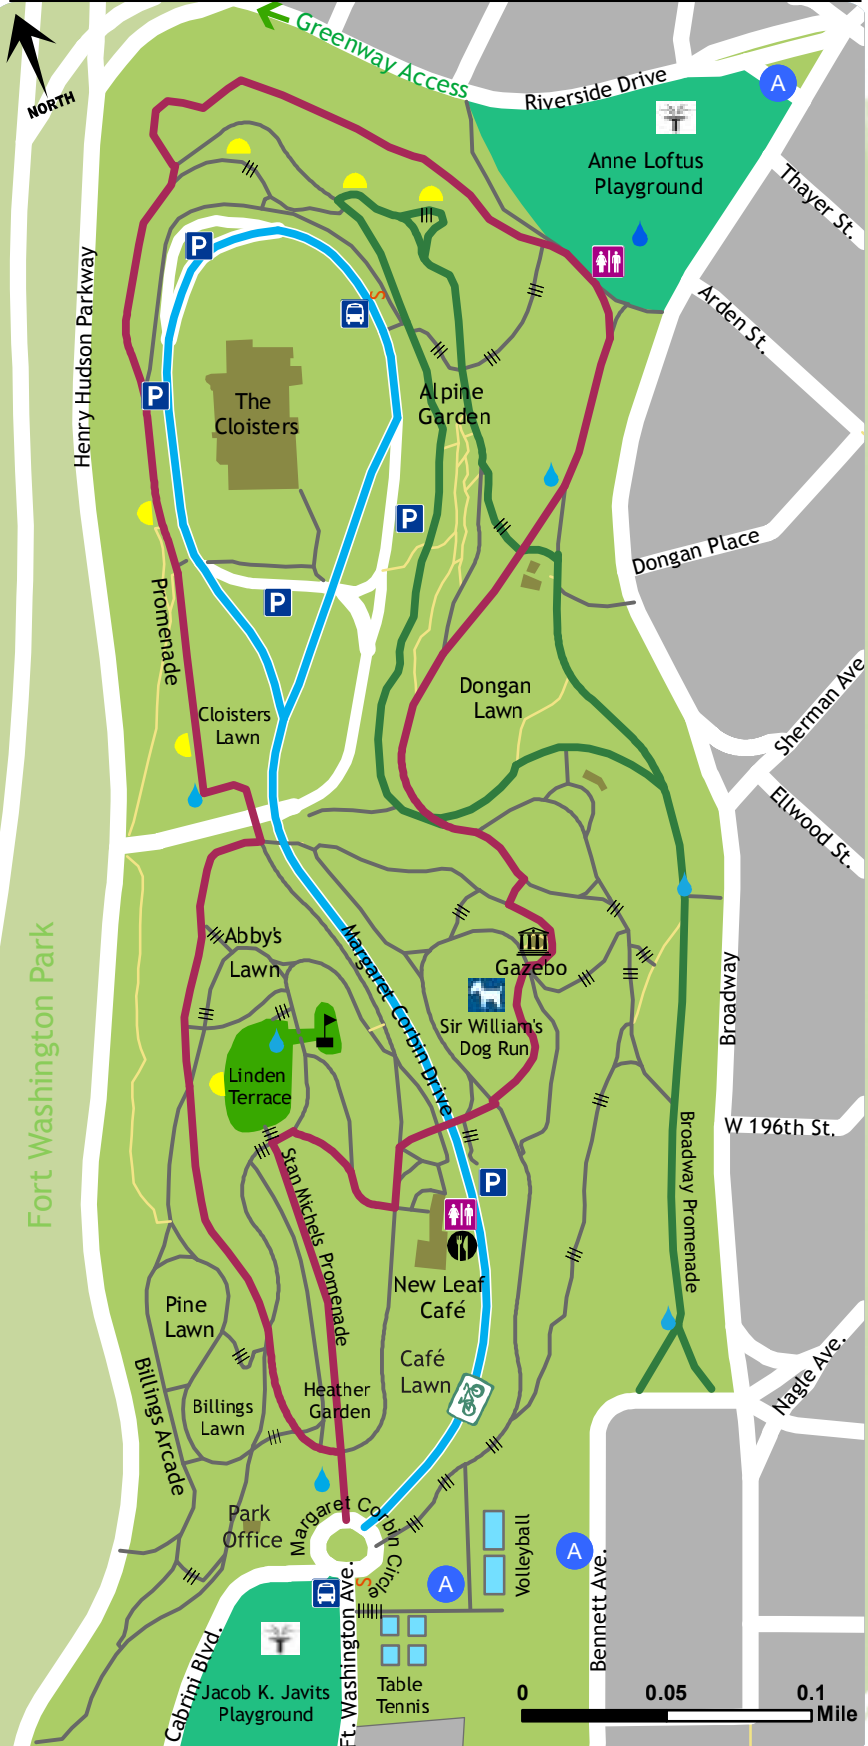 NORTH
Greenway Access
Riverside Drive
A
Anne Loftus
Playground
Thayer St.
P
Arden St.
Henry Hudson Parkway
S
P
The
Cloisters
Alpine
Garden
P
Dongan Place
Promenade
P
Dongan
Lawn
Sherman Ave
Cloisters
Lawn
Ellwood St.
Fort Washington Park
Abby's
Lawn
Margaret Corbin Drive
Gazebo
Broadway
Sir William's
Dog Run
Linden
Terrace
W 196th St.
Broadway Promenade
Stan Michels Promenade
P
New Leaf
Café
Pine
Lawn
Café
Lawn
Nagle Ave.
Billings Arcade
Heather
Garden
Billings
Lawn
Park
Office
Margaret Corbin Circle
Volleyball
A
A
S
Bennett Ave.
Ft. Washington Ave.
Cabrini Blvd.
Jacob K. Javits
Playground
Table
Tennis
0 0.05 0.1
Mile